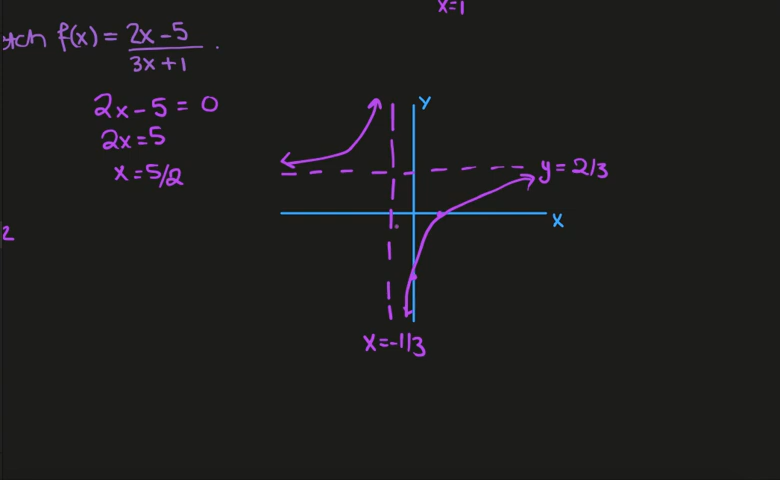 x=1
f(x) = 2x-5
3x+1 .
2x-5 = 0
2x=5
x=5/2
y
y = 2/3
x
2
x=-1/3